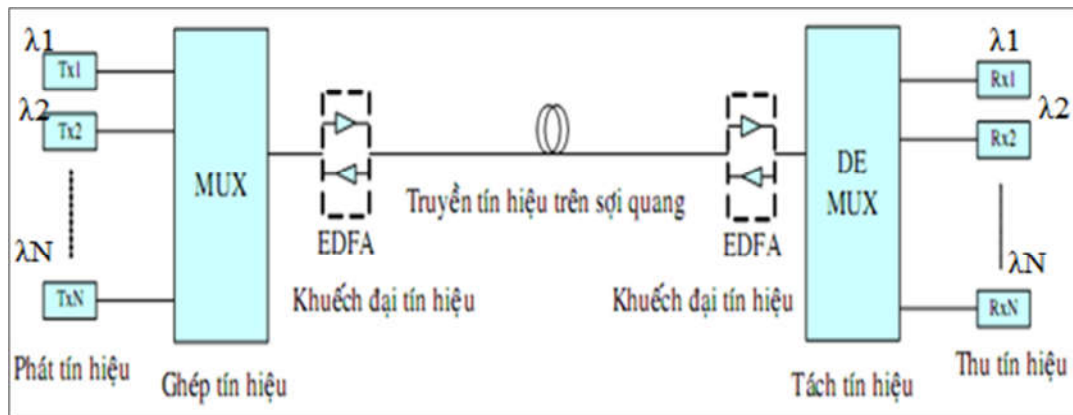 λ1
Tx1
λ2
Tx2
λN
TxN
Phát tín hiệu
MUX
Ghép tín hiệu
EDFA
Khuếch đại tín hiệu
Truyền tín hiệu trên sợi quang
EDFA
Khuếch đại tín hiệu
DE
MUX
Tách tín hiệu
λ1
Rx1
λ2
Rx2
λN
RxN
Thu tín hiệu